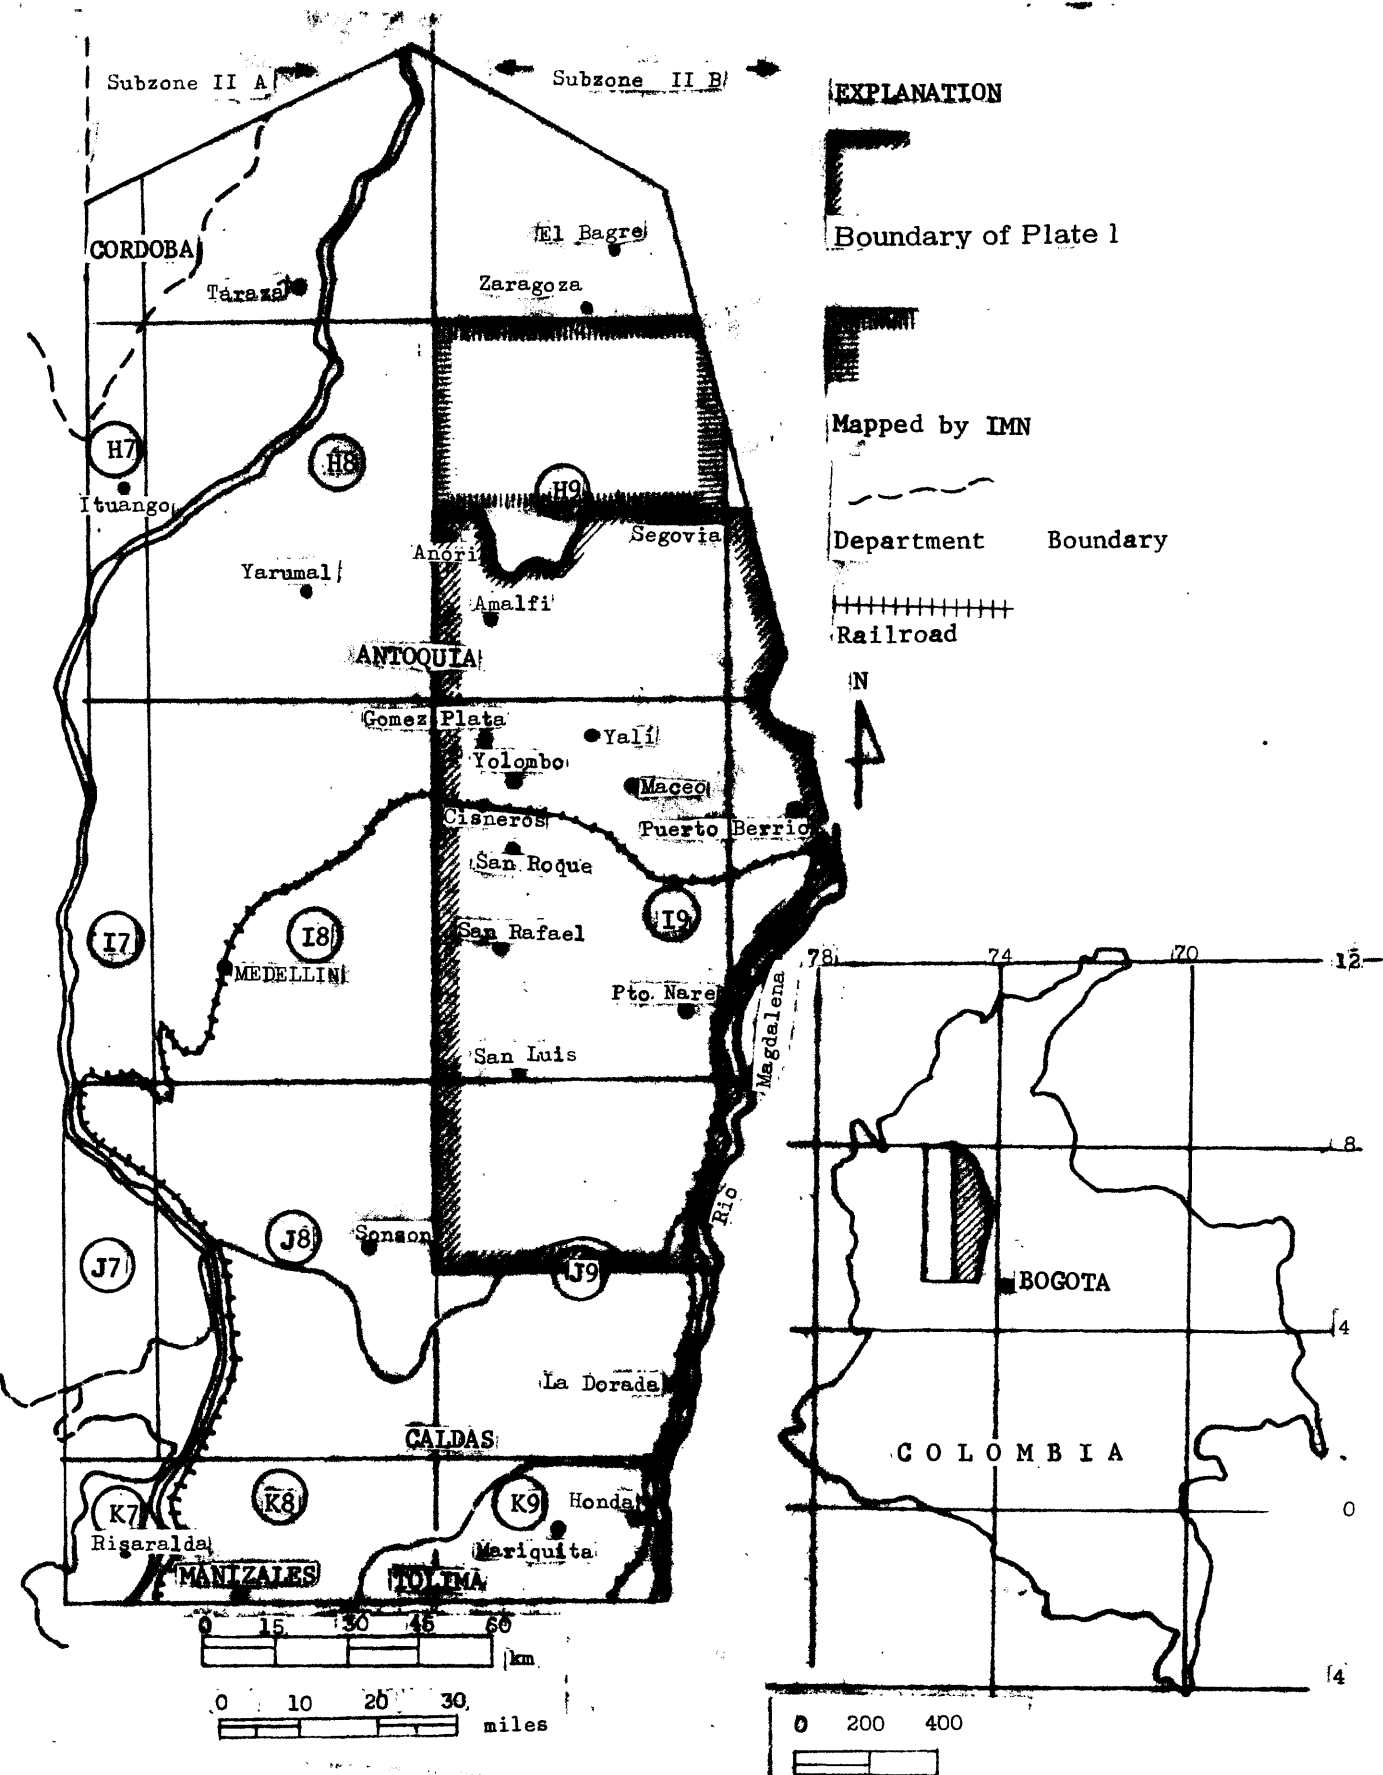 Subzone II A
Subzone II B
EXPLANATION
Boundary of Plate 1
Mapped by IMN
Department Boundary
Railroad
N
CORDOBA
El Bagre
Taraza
Zaragoza
H7
H8
H9
Ituango
Segovia
Anori
Yarumal
Amalfi
ANTOQUIA
Gomez Plata
Yali
Yolombo
Maceo
Cisneros
Puerto Berrio
San Roque
I7
I8
I9
San Rafael
MEDELLIN
Pto. Nare
San Luis
Rio Magdalena
J7
J8
J9
Sonson
La Dorada
CALDAS
K7
K8
K9
Honda
Risaralda
Mariquita
MANIZALES
TOLIMA
0 15 30 45 60
km
0 10 20 30
miles
78 74 70 12
8
BOGOTA
4
COLOMBIA
0
4
0 200 400